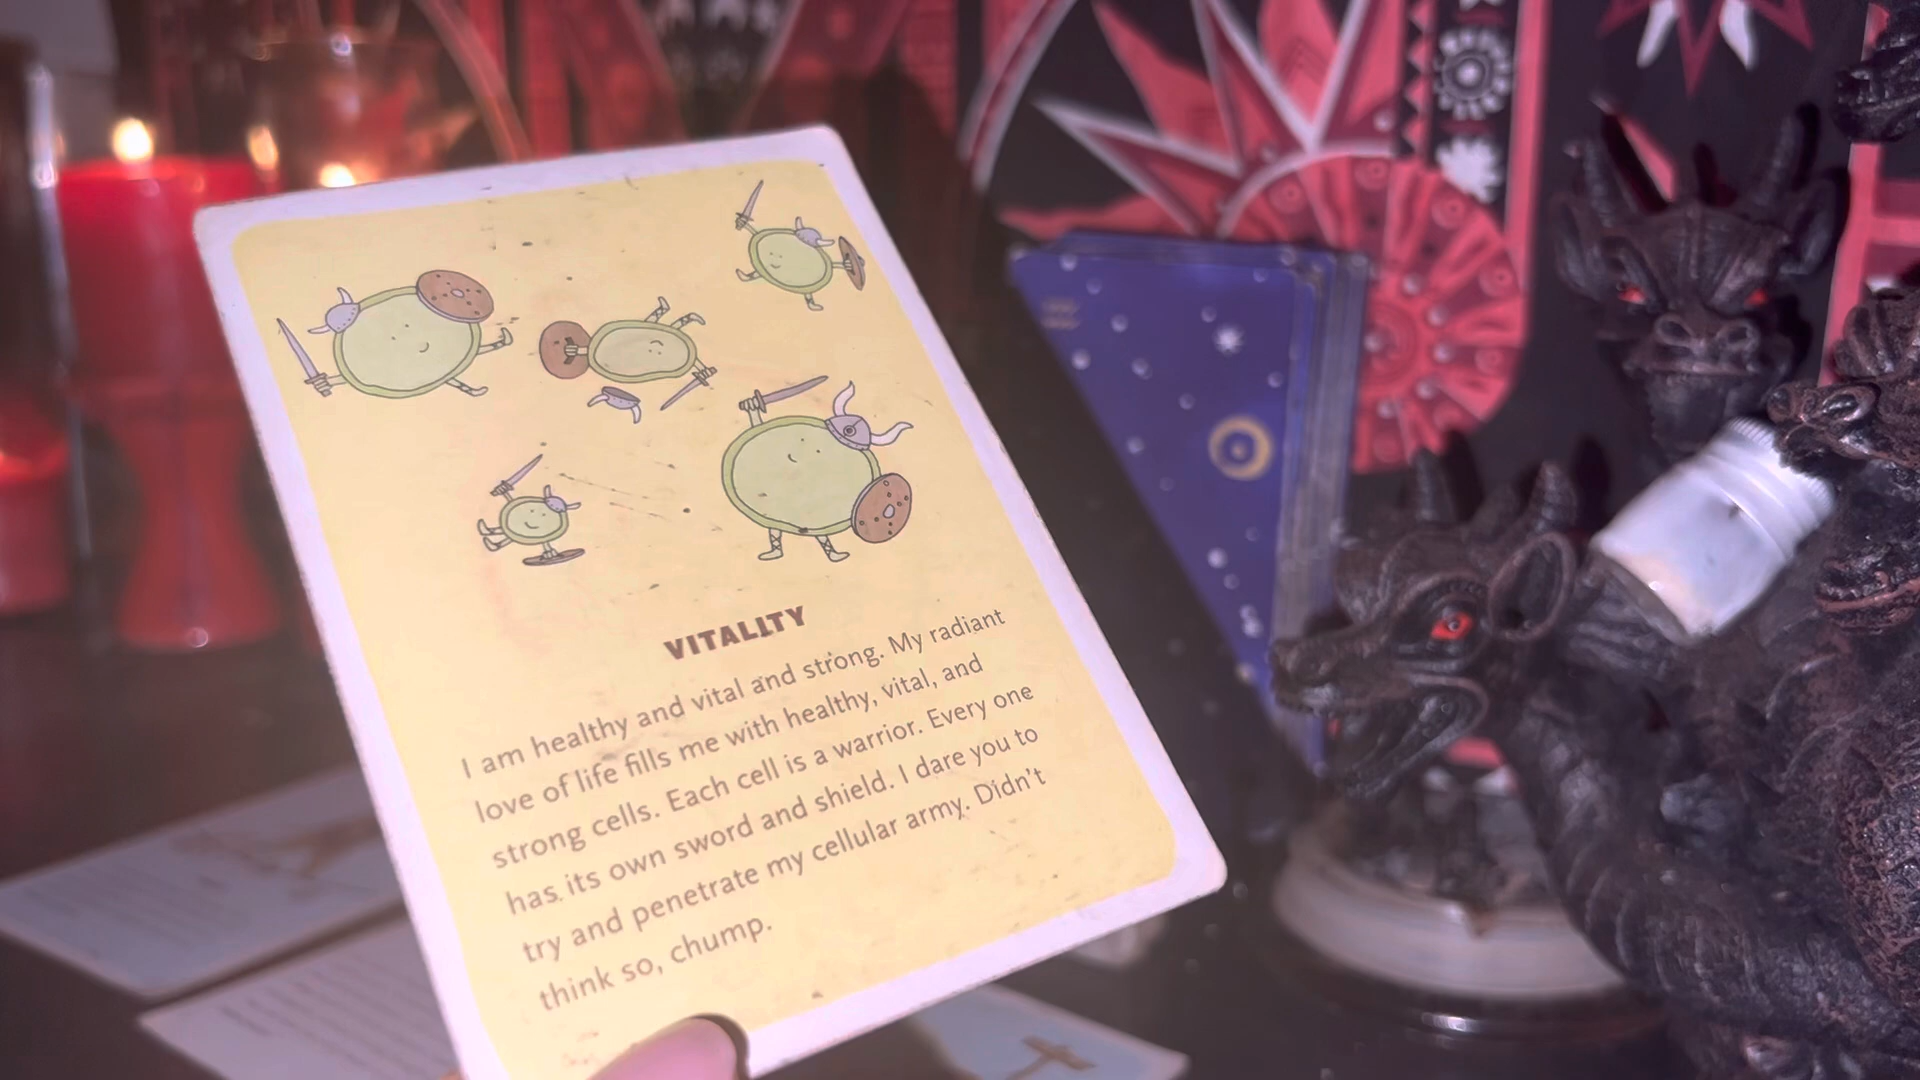 VITALITY
I am healthy and vital and strong. My radiant
love of life fills me with healthy, vital, and
strong cells. Each cell is a warrior. Every one
has its own sword and shield. I dare you to
try and penetrate my cellular army. Didn't
think so, chump.